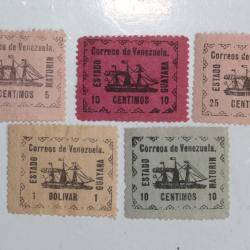 Correos de Venezuela.
ESTADO
MATURIN
5
CENTIMOS
Correos de Venezuela.
ESTADO
GUAYANA
10 10
CENTIMOS
Correos de Venezuela
ESTADO
25 CENT
Correos de Venezuela.
ESTADO
GUAYANA
1 1
BOLIVAR
Correos de Venezuela.
ESTADO
MATURIN
10 10
CENTIMOS